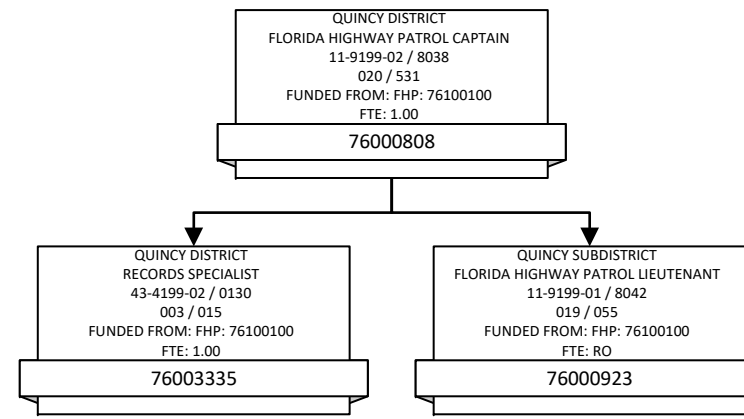 QUINCY DISTRICT
FLORIDA HIGHWAY PATROL CAPTAIN
11-9199-02 / 8038
020 / 531
FUNDED FROM: FHP: 76100100
FTE: 1.00
76000808
QUINCY DISTRICT
RECORDS SPECIALIST
43-4199-02 / 0130
003 / 015
FUNDED FROM: FHP: 76100100
FTE: 1.00
76003335
QUINCY SUBDISTRICT
FLORIDA HIGHWAY PATROL LIEUTENANT
11-9199-01 / 8042
019 / 055
FUNDED FROM: FHP: 76100100
FTE: RO
76000923